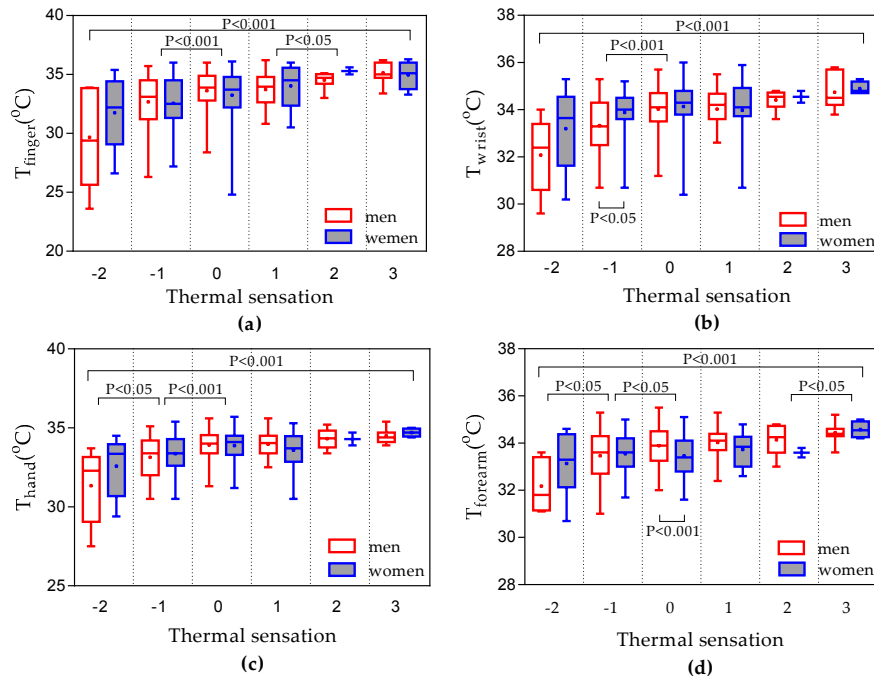 P<0.001
P<0.001 P<0.05
40
35
30
25
20
T_finger(°C)
men
wemen
-2 -1 0 1 2 3
Thermal sensation
(a)
P<0.001
P<0.001
38
36
34
32
30
28
T_wrist(°C)
P<0.05
men
women
-2 -1 0 1 2 3
Thermal sensation
(b)
P<0.001
P<0.05 P<0.001
40
35
30
25
T_hand(°C)
men
women
-2 -1 0 1 2 3
Thermal sensation
(c)
P<0.001
P<0.05 P<0.05 P<0.05
38
36
34
32
30
28
T_forearm(°C)
P<0.001
men
women
-2 -1 0 1 2 3
Thermal sensation
(d)